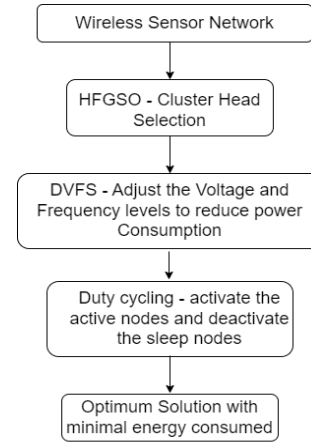 Wireless Sensor Network
HFGSO - Cluster Head
Selection
DVFS - Adjust the Voltage and
Frequency levels to reduce power
Consumption
Duty cycling - activate the
active nodes and deactivate
the sleep nodes
Optimum Solution with
minimal energy consumed